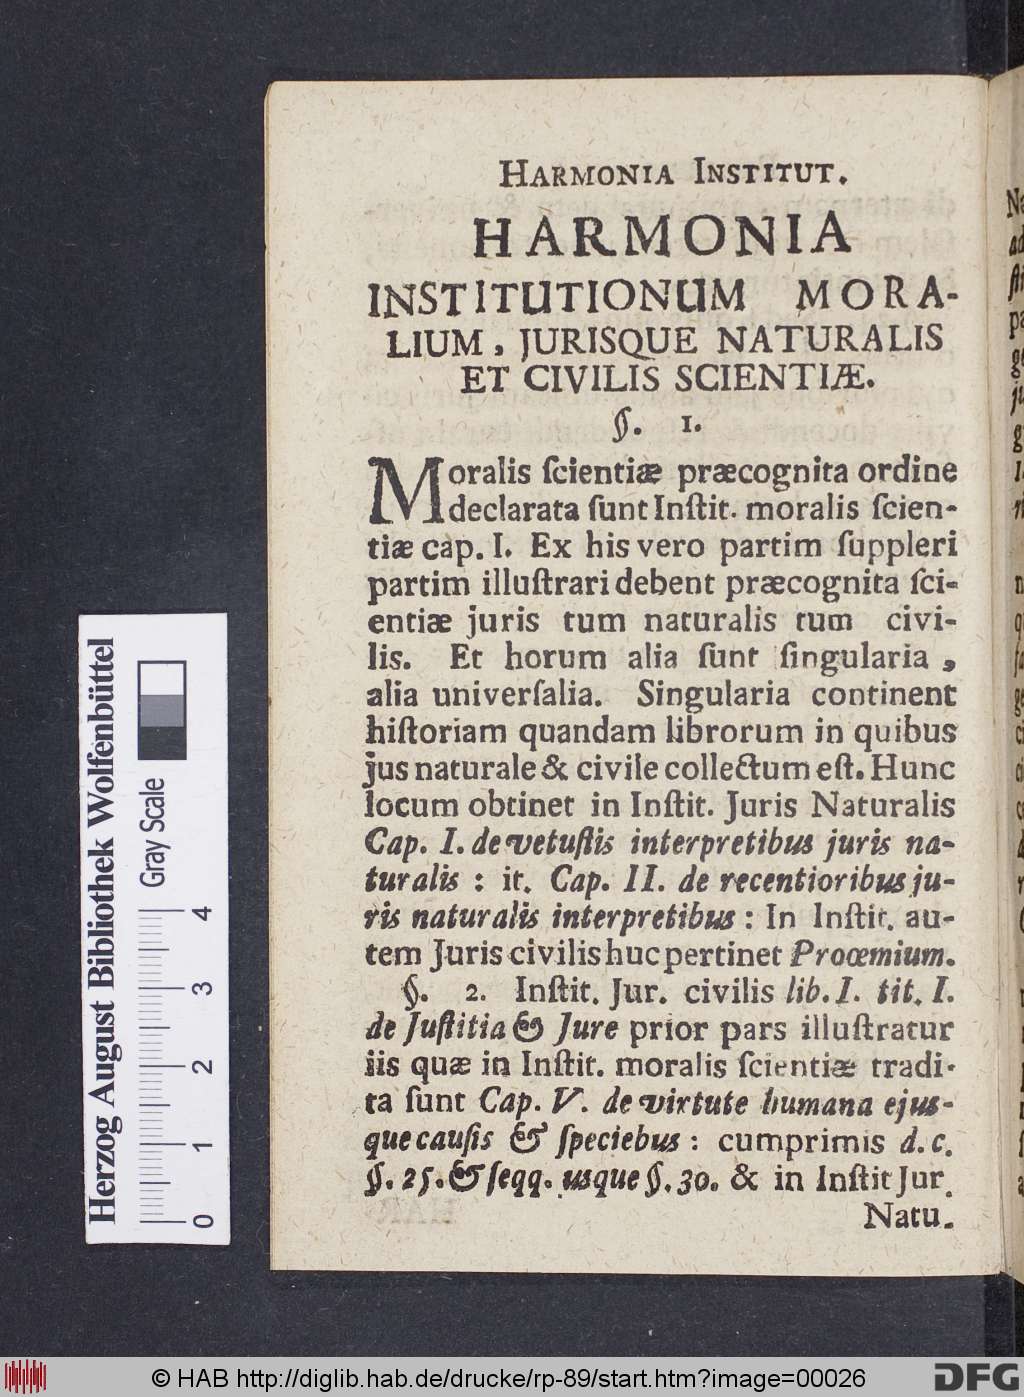 HARMONIA INSTITUT.
HARMONIA
INSTITUTIONUM MORA-
LIUM, JURISQUE NATURALIS
ET CIVILIS SCIENTIÆ.
§. 1.
Moralis ſcientiæ præcognita ordine
declarata ſunt Inſtit. moralis ſcien-
tiæ cap. I. Ex his vero partim ſuppleri
partim illuſtrari debent præcognita ſci-
entiæ juris tum naturalis tum civi-
lis. Et horum alia ſunt ſingularia,
alia univerſalia. Singularia continent
hiſtoriam quandam librorum in quibus
jus naturale & civile collectum eſt. Hunc
locum obtinet in Inſtit. Juris Naturalis
Cap. I. de vetuſtis interpretibus juris na-
turalis : it. Cap. II. de recentioribus ju-
ris naturalis interpretibus : In Inſtit. au-
tem Juris civilis huc pertinet Proœmium.
§. 2. Inſtit. Jur. civilis lib. I. tit. I.
de Juſtitia & Jure prior pars illuſtratur
iis quæ in Inſtit. moralis ſcientiæ tradi-
ta ſunt Cap. V. de virtute humana ejus-
que cauſis & ſpeciebus : cumprimis d. c.
§. 25. & ſeqq. usque §. 30. & in Inſtit Jur.
Natu.
Herzog August Bibliothek Wolfenbüttel
Gray Scale
0 1 2 3 4
© HAB http://diglib.hab.de/drucke/rp-89/start.htm?image=00026
DFG